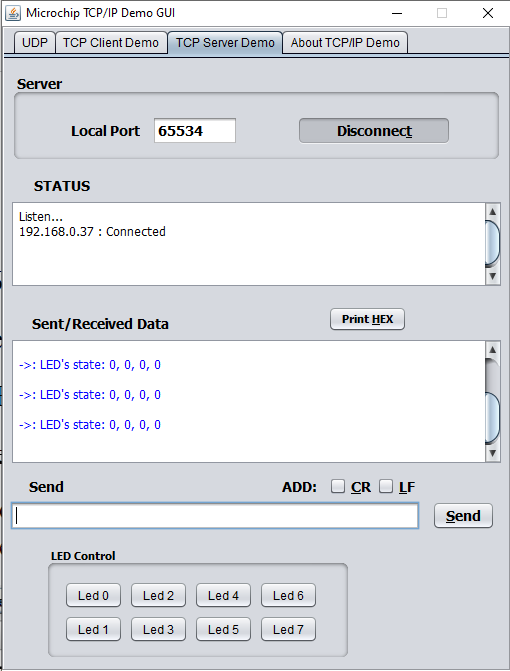 Microchip TCP/IP Demo GUI
UDP TCP Client Demo TCP Server Demo About TCP/IP Demo
Server
Local Port 65534 Disconnect
STATUS
Listen...
192.168.0.37 : Connected
Sent/Received Data Print HEX
->: LED's state: 0, 0, 0, 0
->: LED's state: 0, 0, 0, 0
->: LED's state: 0, 0, 0, 0
Send ADD: CR LF
Send
LED Control
Led 0 Led 2 Led 4 Led 6
Led 1 Led 3 Led 5 Led 7